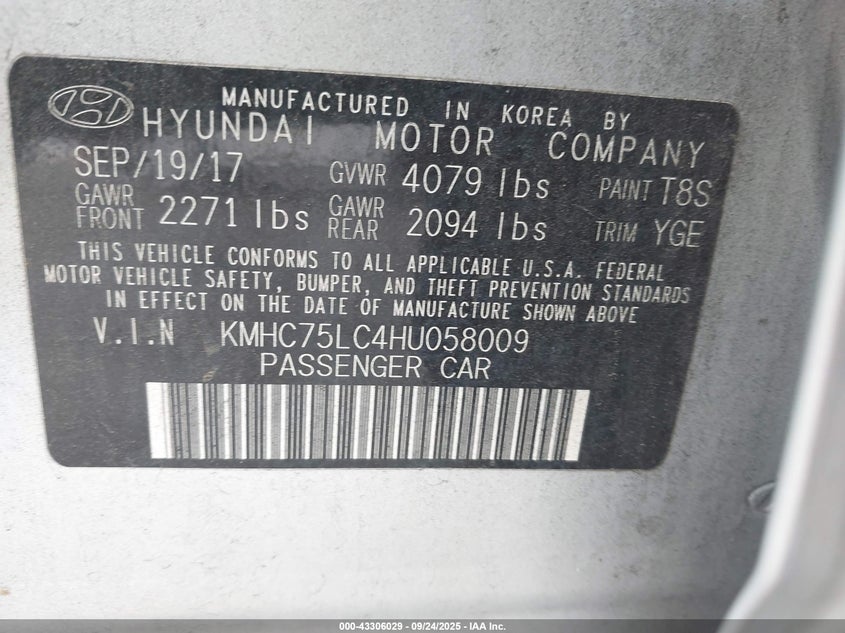 MANUFACTURED IN KOREA BY
HYUNDAI MOTOR COMPANY
SEP/19/17 GVWR 4079 lbs PAINT T8S
GAWR FRONT 2271 lbs GAWR REAR 2094 lbs TRIM YGE
THIS VEHICLE CONFORMS TO ALL APPLICABLE U.S.A. FEDERAL
MOTOR VEHICLE SAFETY, BUMPER, AND THEFT PREVENTION STANDARDS
IN EFFECT ON THE DATE OF MANUFACTURE SHOWN ABOVE
V.I.N KMHC75LC4HU058009
PASSENGER CAR
000-43306029 - 09/24/2025 - IAA Inc.